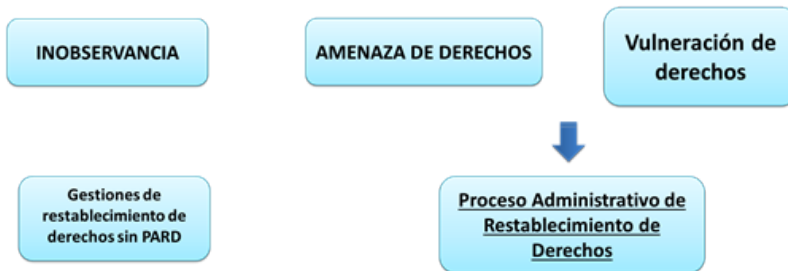 INOBSERVANCIA
AMENAZA DE DERECHOS
Vulneración de
derechos
Gestiones de
restablecimiento de
derechos sin PARD
Proceso Administrativo de
Restablecimiento de
Derechos